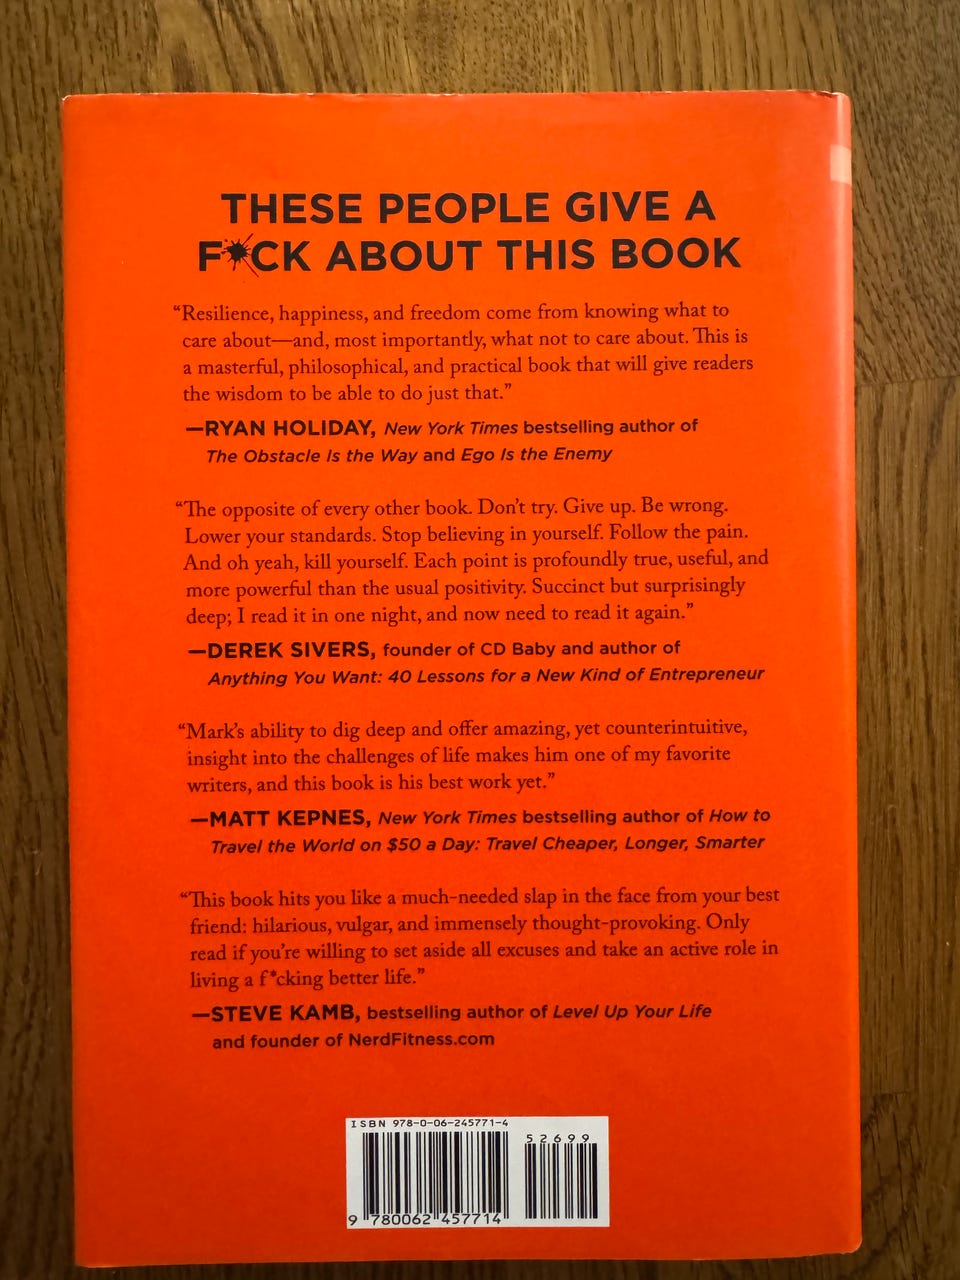 THESE PEOPLE GIVE A
F*CK ABOUT THIS BOOK
“Resilience, happiness, and freedom come from knowing what to
care about—and, most importantly, what not to care about. This is
a masterful, philosophical, and practical book that will give readers
the wisdom to be able to do just that.”
—RYAN HOLIDAY, New York Times bestselling author of
The Obstacle Is the Way and Ego Is the Enemy
“The opposite of every other book. Don’t try. Give up. Be wrong.
Lower your standards. Stop believing in yourself. Follow the pain.
And oh yeah, kill yourself. Each point is profoundly true, useful, and
more powerful than the usual positivity. Succinct but surprisingly
deep; I read it in one night, and now need to read it again.”
—DEREK SIVERS, founder of CD Baby and author of
Anything You Want: 40 Lessons for a New Kind of Entrepreneur
“Mark’s ability to dig deep and offer amazing, yet counterintuitive,
insight into the challenges of life makes him one of my favorite
writers, and this book is his best work yet.”
—MATT KEPNES, New York Times bestselling author of How to
Travel the World on $50 a Day: Travel Cheaper, Longer, Smarter
“This book hits you like a much-needed slap in the face from your best
friend: hilarious, vulgar, and immensely thought-provoking. Only
read if you’re willing to set aside all excuses and take an active role in
living a f*cking better life.”
—STEVE KAMB, bestselling author of Level Up Your Life
and founder of NerdFitness.com
ISBN 978-0-06-245771-4
52699
9 780062 457714